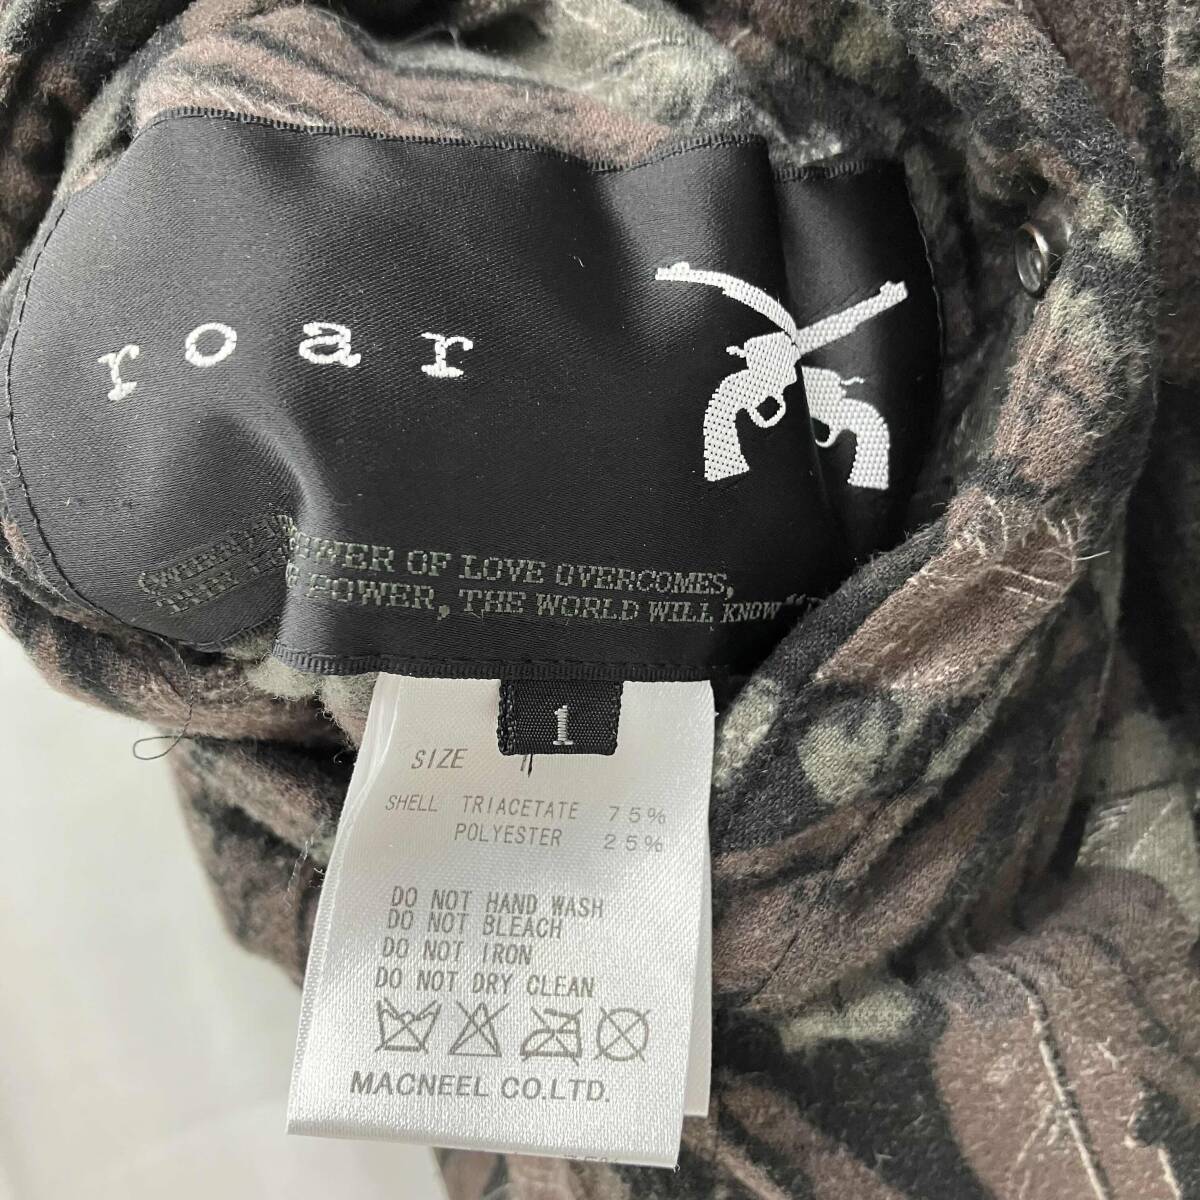 roar
POWER OF LOVE OVERCOMES,
POWER, THE WORLD WILL KNOW "
1
SIZE 1
SHELL TRIACETATE 75%
POLYESTER 25%
DO NOT HAND WASH
DO NOT BLEACH
DO NOT IRON
DO NOT DRY CLEAN
MACNEEL CO.LTD.